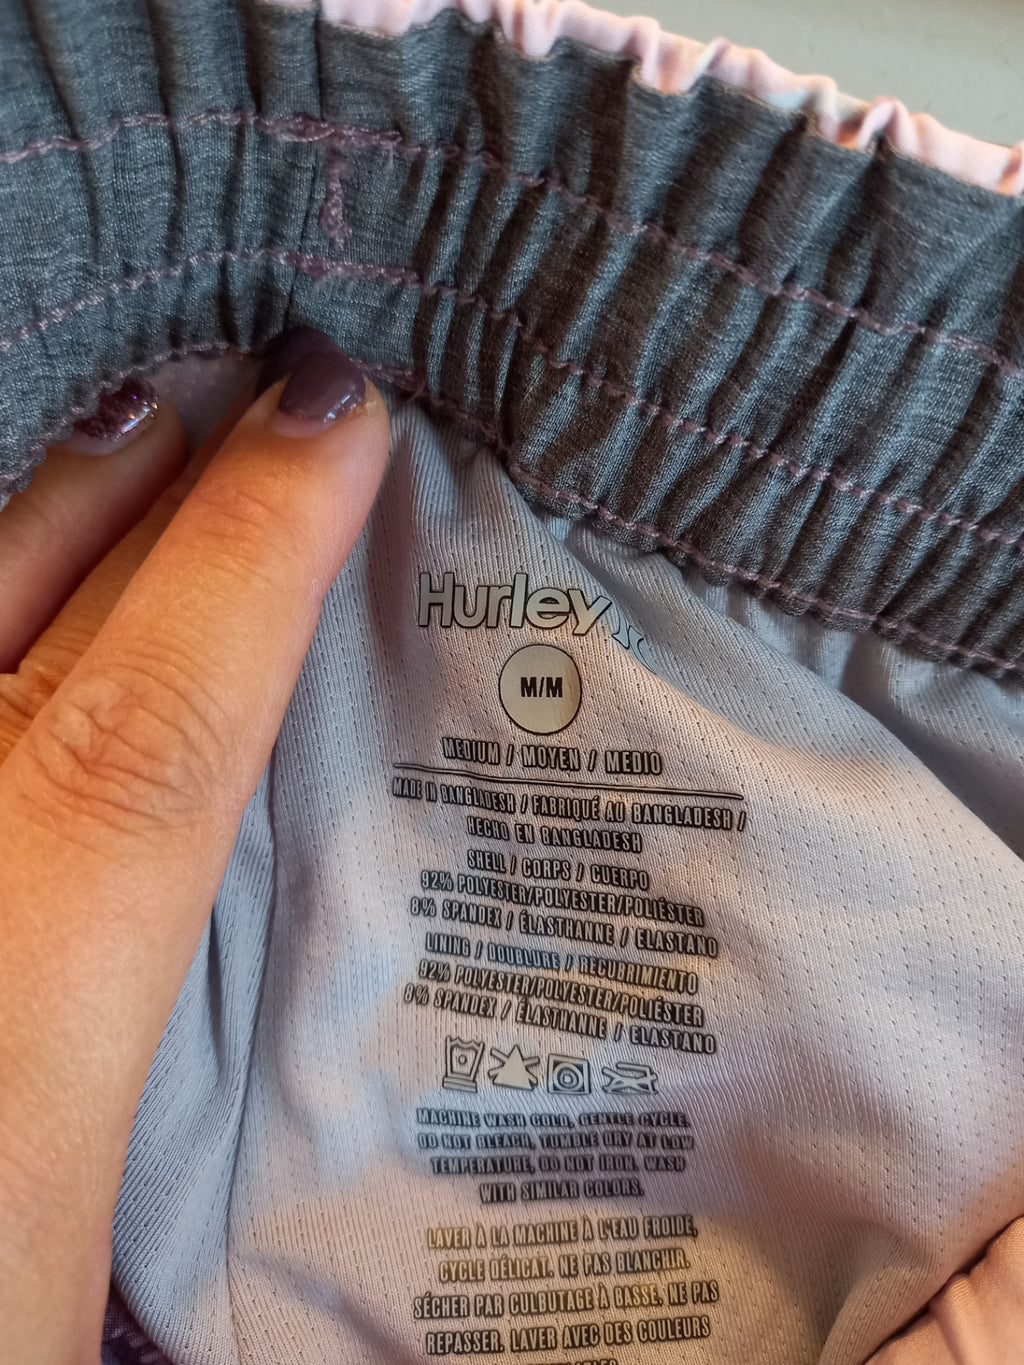 Hurley
M/M
MEDIUM / MOYEN / MEDIO
MADE IN BANGLADESH / FABRIQUÉ AU BANGLADESH /
HECHO EN BANGLADESH
SHELL / CORPS / CUERPO
92% POLYESTER/POLYESTER/POLIÉSTER
8% SPANDEX / ÉLASTHANNE / ELASTANO
LINING / DOUBLURE / RECUBRIMIENTO
92% POLYESTER/POLYESTER/POLIÉSTER
8% SPANDEX / ÉLASTHANNE / ELASTANO
MACHINE WASH COLD, GENTLE CYCLE.
DO NOT BLEACH, TUMBLE DRY AT LOW
TEMPERATURE, DO NOT IRON. WASH
WITH SIMILAR COLORS.
LAVER À LA MACHINE À L'EAU FROIDE,
CYCLE DÉLICAT. NE PAS BLANCHIR.
SÉCHER PAR CULBUTAGE À BASSE. NE PAS
REPASSER. LAVER AVEC DES COULEURS